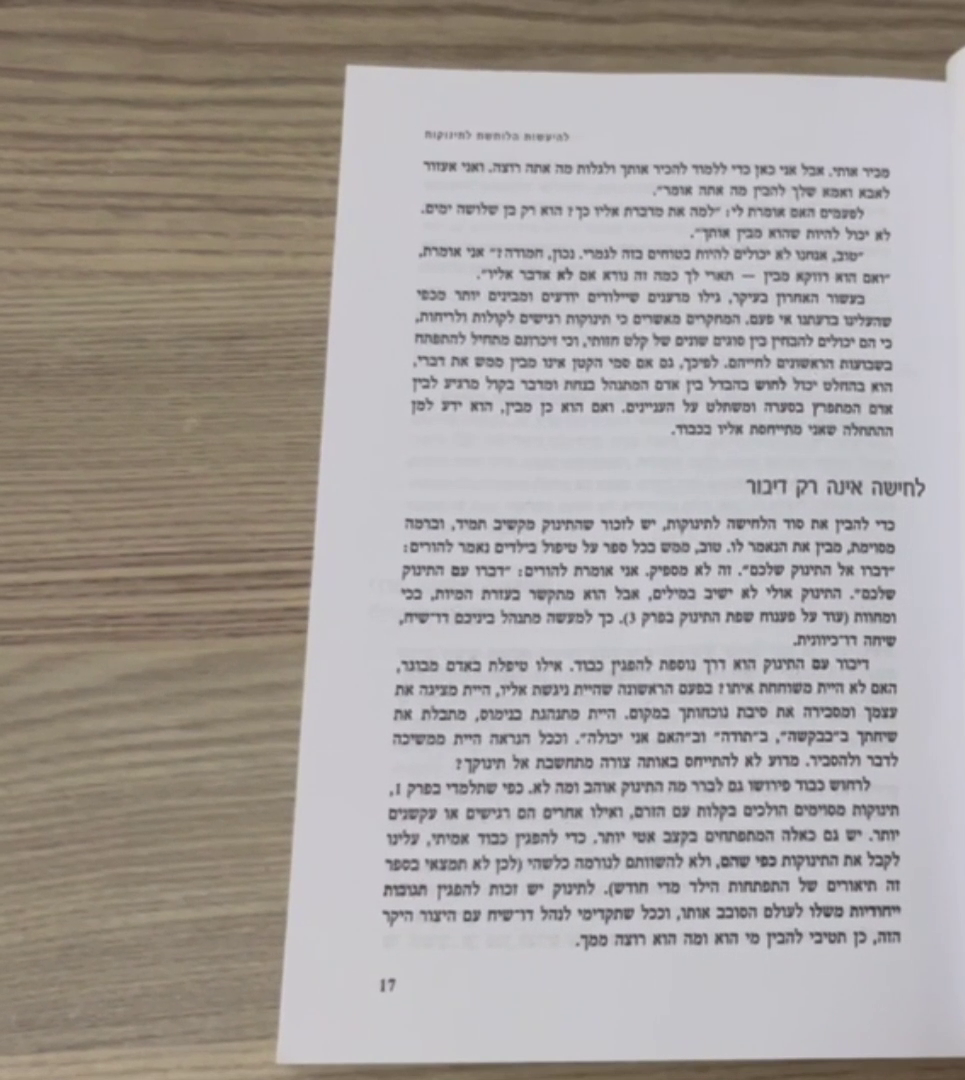 להיעשות הלוחשת לתינוקות
מכיר אותי. אבל אני כאן כדי ללמוד להכיר אותך ולגלות מה אתה רוצה. ואני אעזור
לאבא ואמא שלך להבין מה אתה אומר".
לפעמים האם אומרת לי: "למה את מדברת אליו כך? הוא רק בן שלושה ימים.
לא יכול להיות שהוא מבין אותך".
"טוב, אנחנו לא יכולים להיות בטוחים בזה לגמרי. נכון, חמודה?" אני אומרת,
"ואם הוא דווקא מבין — תארי לך כמה זה נורא אם לא אדבר אליו".
בעשור האחרון בעיקר, גילו מדענים שיילודים יודעים ומבינים יותר מכפי
שהעלינו בדעתנו אי פעם. המחקרים מאשרים כי תינוקות רגישים לקולות ולריחות,
כי הם יכולים להבחין בין סוגים שונים של קלט חזותי, וכי זיכרונם מתחיל להתפתח
בשבועות הראשונים לחייהם. לפיכך, גם אם סמי הקטן אינו מבין ממש את דברי,
הוא בהחלט יכול לחוש בהבדל בין אדם המתנהל בנחת ומדבר בקול מרגיע לבין
אדם המתפרץ בסערה ומשתלט על העניינים. ואם הוא כן מבין, הוא ידע למן
ההתחלה שאני מתייחסת אליו בכבוד.
לחישה אינה רק דיבור
כדי להבין את סוד הלחישה לתינוקות, יש לזכור שהתינוק מקשיב תמיד, וברמה
מסוימת, מבין את הנאמר לו. טוב, ממש בכל ספר על טיפול בילדים נאמר להורים:
"דברו אל התינוק שלכם". זה לא מספיק. אני אומרת להורים: "דברו עם התינוק
שלכם". התינוק אולי לא ישיב במילים, אבל הוא מתקשר בעזרת המיות, בכי
ומחוות (עוד על פענוח שפת התינוק בפרק 3). כך למעשה מתנהל ביניכם דו־שיח,
שיחה דו־כיוונית.
דיבור עם התינוק הוא דרך נוספת להפגין כבוד. אילו טיפלת באדם מבוגר,
האם לא היית משוחחת איתו? בפעם הראשונה שהיית ניגשת אליו, היית מציגה את
עצמך ומסבירה את סיבת נוכחותך במקום. היית מתנהגת בנימוס, מתבלת את
שיחתך ב"בבקשה", ב"תודה" וב"האם אני יכולה". וככל הנראה היית ממשיכה
לדבר ולהסביר. מדוע לא להתייחס באותה צורה מתחשבת אל תינוקך?
לרחוש כבוד פירושו גם לברר מה התינוק אוהב ומה לא. כפי שתלמדי בפרק 1,
תינוקות מסוימים הולכים בקלות עם הזרם, ואילו אחרים הם רגישים או עקשנים
יותר. יש גם כאלה המתפתחים בקצב אטי יותר. כדי להפגין כבוד אמיתי, עלינו
לקבל את התינוקות כפי שהם, ולא להשוותם לנורמה כלשהי (לכן לא תמצאי בספר
זה תיאורים של התפתחות הילד מדי חודש). לתינוק יש זכות להפגין תגובות
ייחודיות משלו לעולם הסובב אותו, וככל שתקדימי לנהל דו־שיח עם היצור היקר
הזה, כן תטיבי להבין מי הוא ומה הוא רוצה ממך.
17